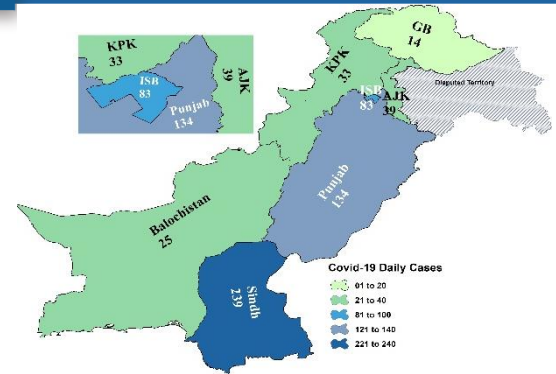 KPK
33
ISB
83
AJK
39
Punjab
134
GB
14
KPK
33
Disputed Territory
ISB
83
AJK
39
Punjab
134
Balochistan
25
Sindh
239
Covid-19 Daily Cases
01 to 20
21 to 40
81 to 100
121 to 140
221 to 240